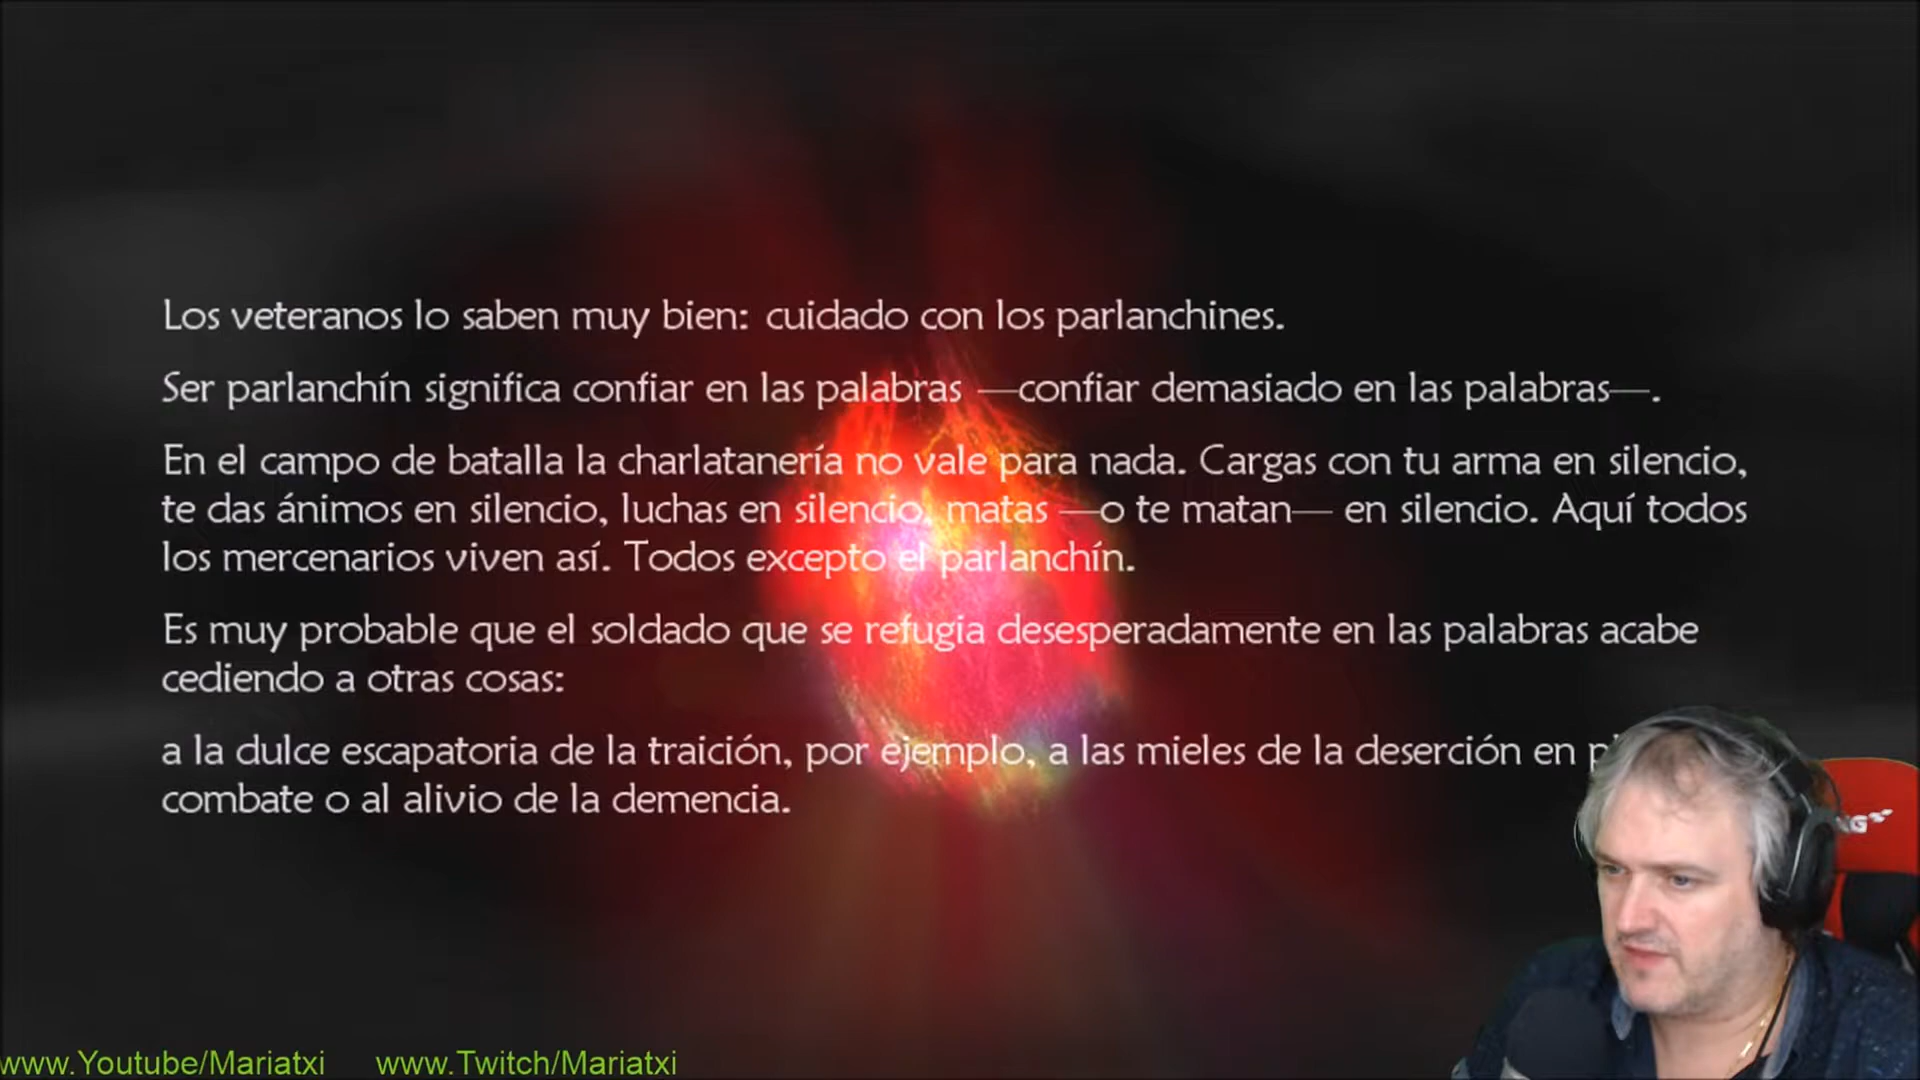 Los veteranos lo saben muy bien: cuidado con los parlanchines.
Ser parlanchín significa confiar en las palabras —confiar demasiado en las palabras—.
En el campo de batalla la charlatanería no vale para nada. Cargas con tu arma en silencio,
te das ánimos en silencio, luchas en silencio, matas —o te matan— en silencio. Aquí todos
los mercenarios viven así. Todos excepto el parlanchín.
Es muy probable que el soldado que se refugia desesperadamente en las palabras acabe
cediendo a otras cosas:
a la dulce escapatoria de la traición, por ejemplo, a las mieles de la deserción en
combate o al alivio de la demencia.
www.Youtube/Mariatxi www.Twitch/Mariatxi